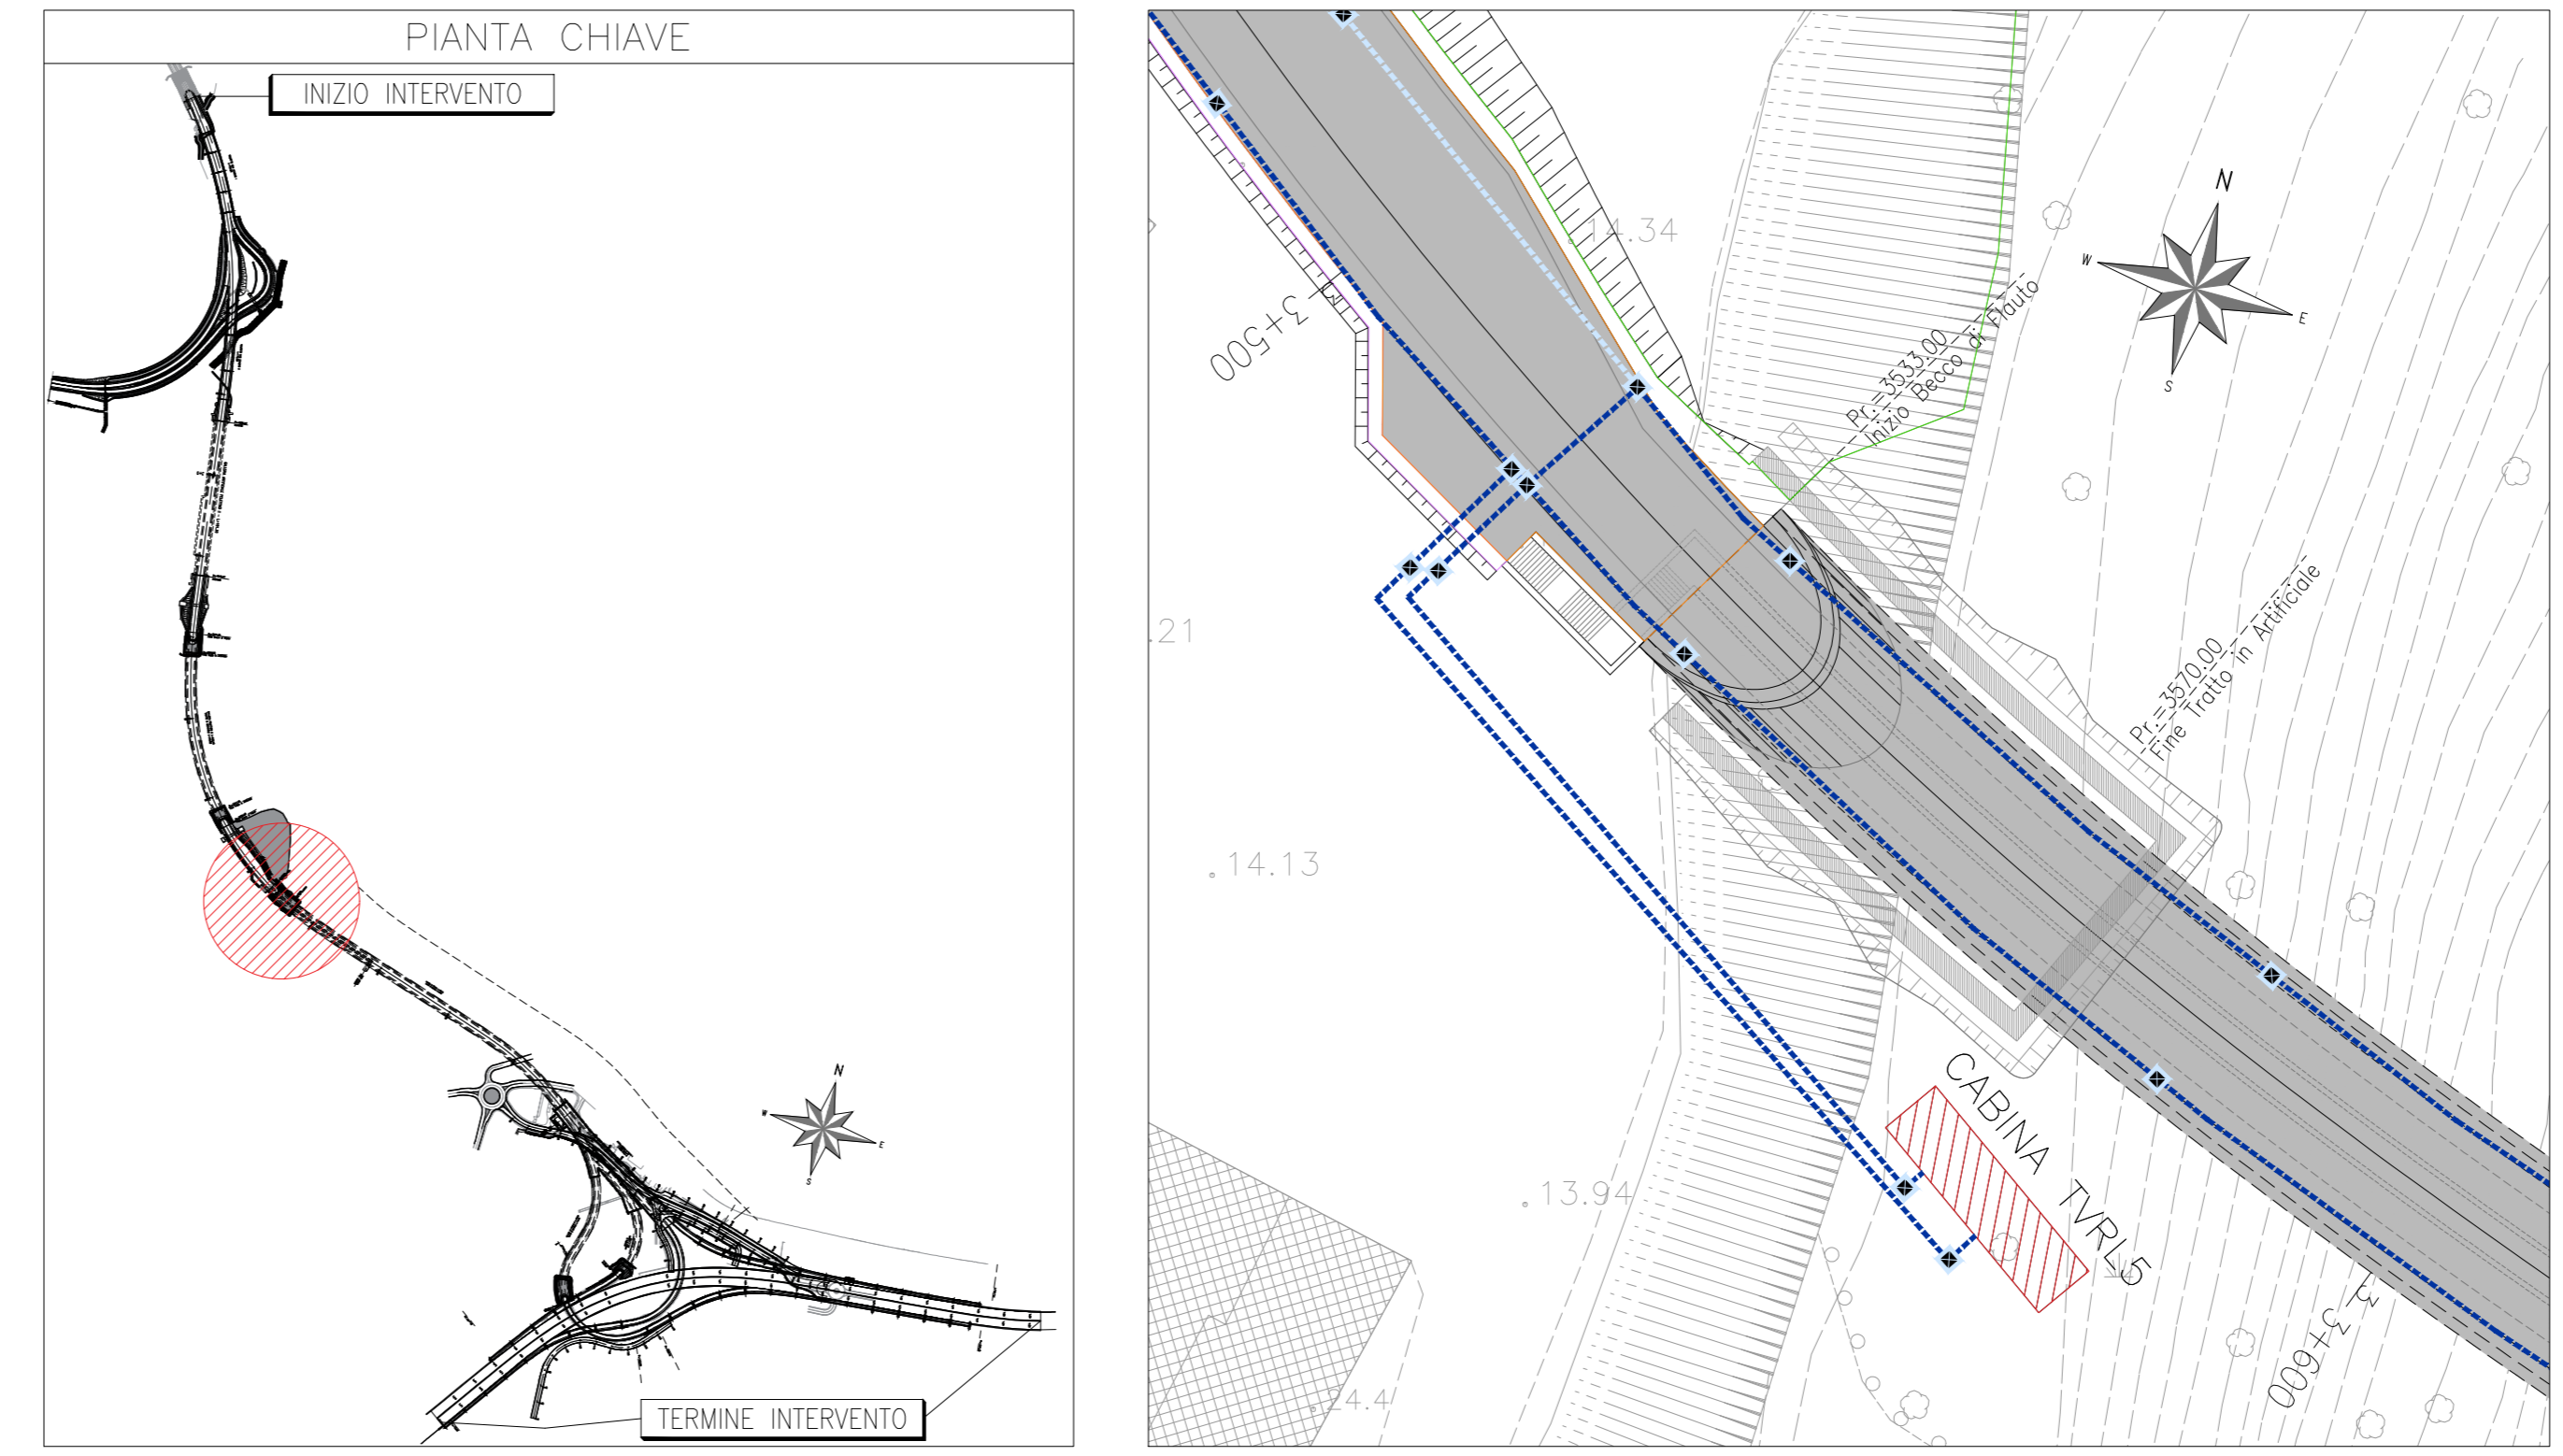 PIANTA CHIAVE
INIZIO INTERVENTO
N
W
E
S
TERMINE INTERVENTO
14.34
N
W
E
S
3+500
Pr.=3533.00
Inizio Becco di Flauto
.21
Pr.=3570.00
Fine Tratto in Artificiale
14.13
CABINA TVRL5
13.94
3+600
24.4